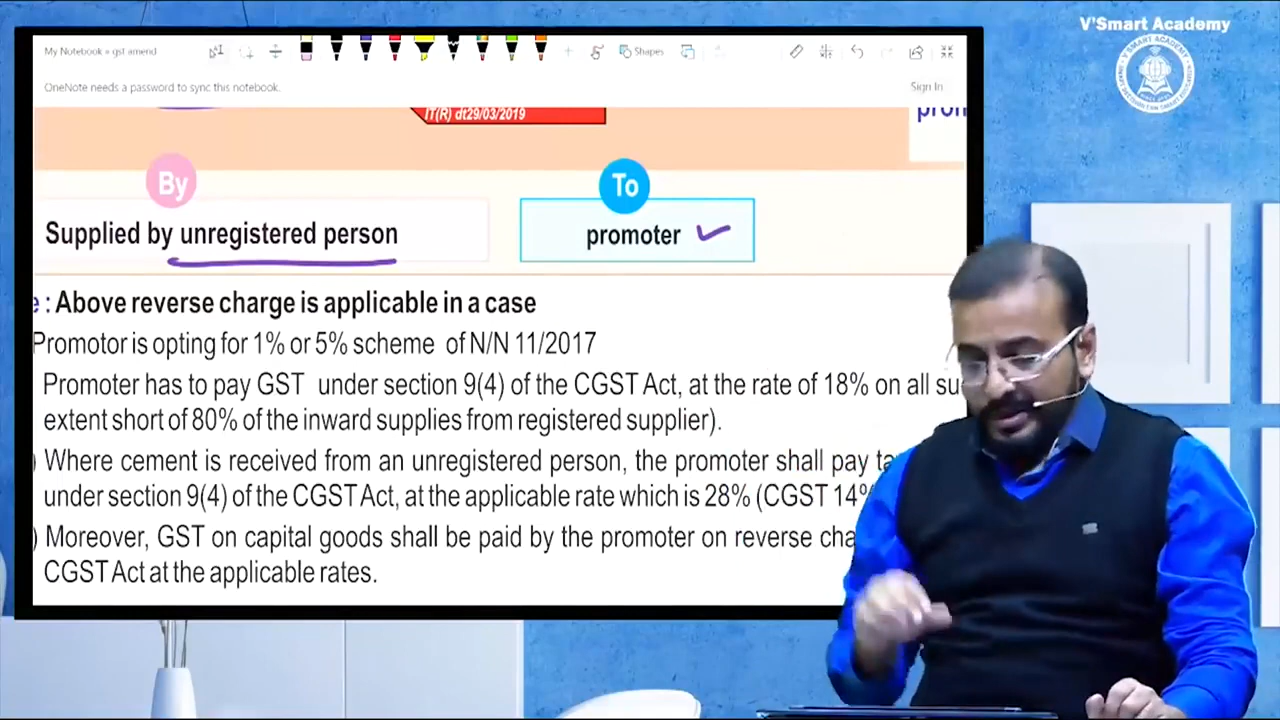 V'Smart Academy
My Notebook » gst amend
Shapes
OneNote needs a password to sync this notebook.
Sign In
IT(R) dt29/03/2019
By
To
Supplied by unregistered person
promoter
: Above reverse charge is applicable in a case
Promotor is opting for 1% or 5% scheme of N/N 11/2017
Promoter has to pay GST under section 9(4) of the CGST Act, at the rate of 18% on all
extent short of 80% of the inward supplies from registered supplier).
) Where cement is received from an unregistered person, the promoter shall pay
under section 9(4) of the CGST Act, at the applicable rate which is 28% (CGST 14%
) Moreover, GST on capital goods shall be paid by the promoter on reverse
CGST Act at the applicable rates.